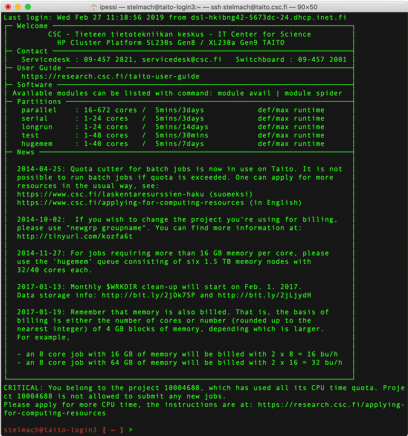 ipessi — stelmach@taito-login3:~ — ssh stelmach@taito.csc.fi — 90×50
Last login: Wed Feb 27 11:18:56 2019 from dsl-hkibng42-5673dc-24.dhcp.inet.fi
Welcome
CSC - Tieteen tietotekniikan keskus - IT Center for Science
HP Cluster Platform SL230s Gen8 / XL230a Gen9 TAITO
Contact
Servicedesk : 09-457 2821, servicedesk@csc.fi Switchboard : 09-457 2001
User Guide
https://research.csc.fi/taito-user-guide
Software
Available modules can be listed with command: module avail | module spider
Partitions
parallel : 16-672 cores / 5mins/3days def/max runtime
serial : 1-24 cores / 5mins/3days def/max runtime
longrun : 1-24 cores / 5mins/14days def/max runtime
test : 1-48 cores / 5mins/30mins def/max runtime
hugemem : 1-40 cores / 5mins/7days def/max runtime
News
2014-04-25: Quota cutter for batch jobs is now in use on Taito. It is not
possible to run batch jobs if quota is exceeded. One can apply for more
resources in the usual way, see:
https://www.csc.fi/laskentaresurssien-haku (suomeksi)
https://www.csc.fi/applying-for-computing-resources (in English)
2014-10-02: If you wish to change the project you're using for billing,
please use "newgrp groupname". You can find more information at:
http://tinyurl.com/kozfa6t
2014-11-27: For jobs requiring more than 16 GB memory per core, please
use the 'hugemem' queue consisting of six 1.5 TB memory nodes with
32/40 cores each.
2017-01-13: Monthly $WRKDIR clean-up will start on Feb. 1, 2017.
Data storage info: http://bit.ly/2jDk7SP and http://bit.ly/2jLjydH
2017-01-19: Remember that memory is also billed. That is, the basis of
billing is either the number of cores or number (rounded up to the
nearest integer) of 4 GB blocks of memory, depending which is larger.
For example,
- an 8 core job with 16 GB of memory will be billed with 2 x 8 = 16 bu/h
- an 8 core job with 64 GB of memory will be billed with 2 x 16 = 32 bu/h
CRITICAL: You belong to the project 10004688, which has used all its CPU time quota. Proje
ct 10004688 is not allowed to submit any new jobs.
Please apply for more CPU time, the instructions are at: https://research.csc.fi/applying-
for-computing-resources
stelmach@taito-login3 [ ~ ] >